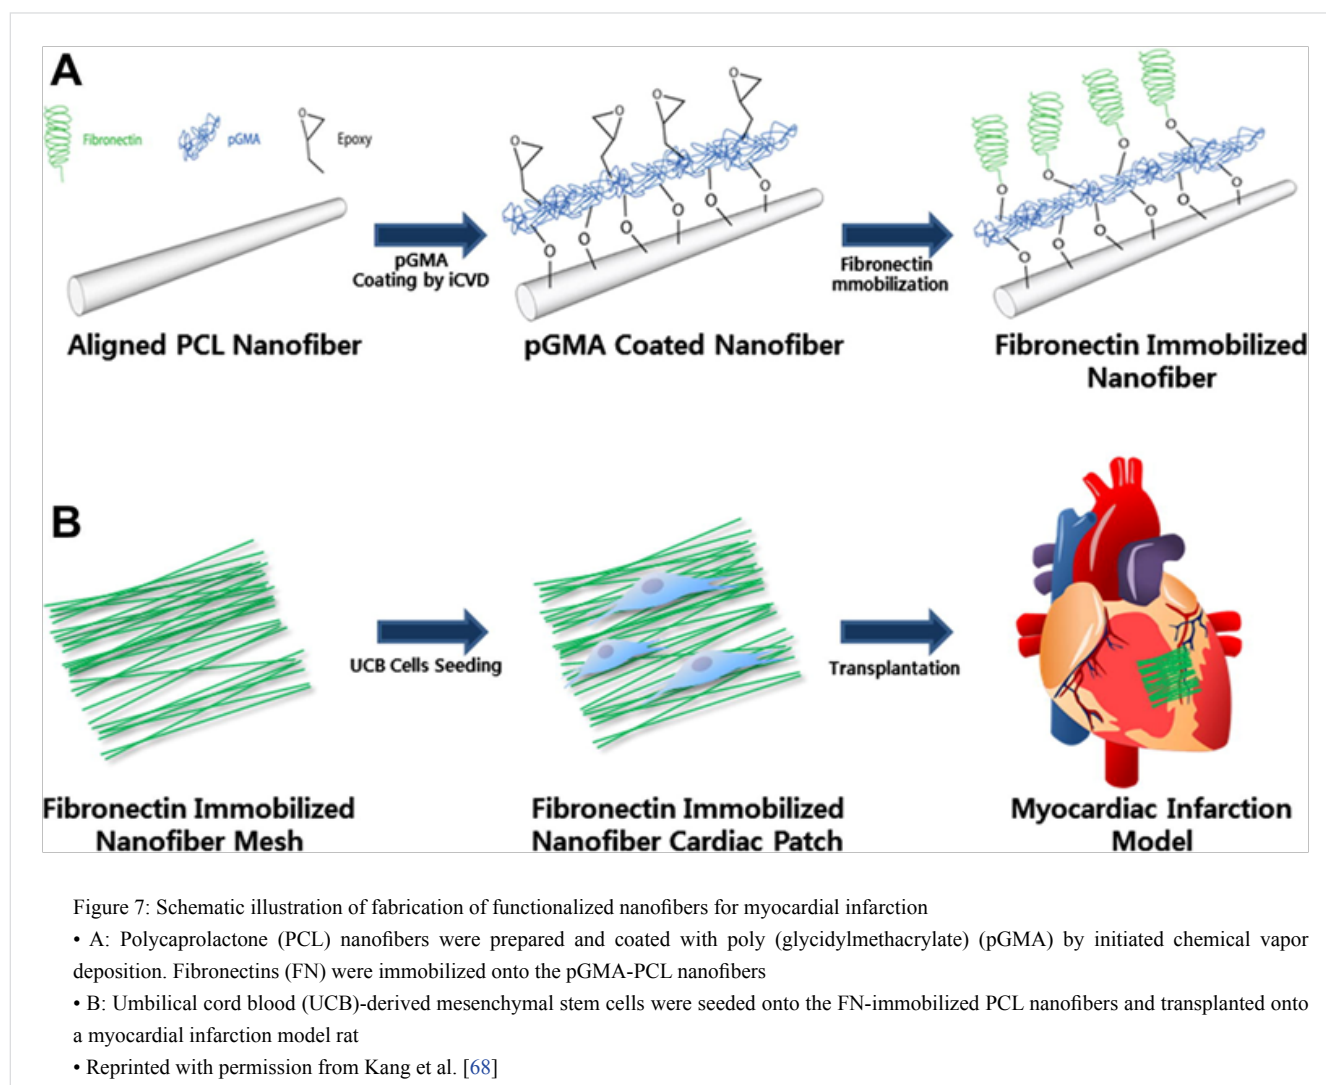 A
Fibronectin
pGMA
Epoxy
O
O
O
O
O
O
O
O
O
O
pGMA
Coating by iCVD
Fibronectin
mmobilization
O
O
O
O
O
O
O
O
O
Aligned PCL Nanofiber
pGMA Coated Nanofiber
Fibronectin Immobilized
Nanofiber
B
UCB Cells Seeding
Transplantation
Fibronectin Immobilized
Nanofiber Mesh
Fibronectin Immobilized
Nanofiber Cardiac Patch
Myocardiac Infarction
Model
Figure 7: Schematic illustration of fabrication of functionalized nanofibers for myocardial infarction
• A: Polycaprolactone (PCL) nanofibers were prepared and coated with poly (glycidylmethacrylate) (pGMA) by initiated chemical vapor
deposition. Fibronectins (FN) were immobilized onto the pGMA-PCL nanofibers
• B: Umbilical cord blood (UCB)-derived mesenchymal stem cells were seeded onto the FN-immobilized PCL nanofibers and transplanted onto
a myocardial infarction model rat
• Reprinted with permission from Kang et al. [68]